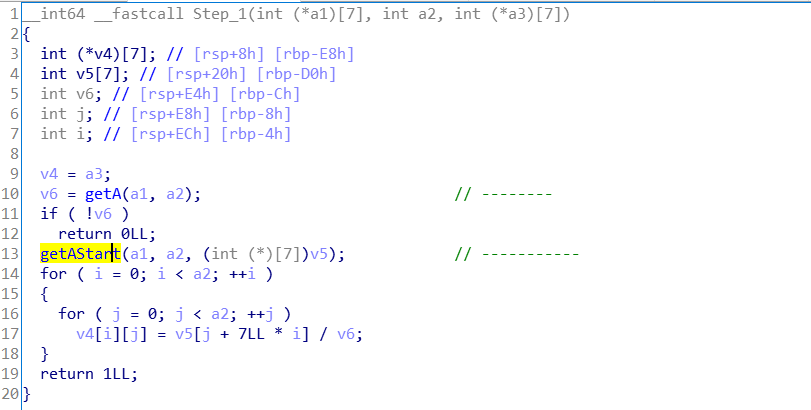 1 __int64 __fastcall Step_1(int (*a1)[7], int a2, int (*a3)[7])
2 {
3 int (*v4)[7]; // [rsp+8h] [rbp-E8h]
4 int v5[7]; // [rsp+20h] [rbp-D0h]
5 int v6; // [rsp+E4h] [rbp-Ch]
6 int j; // [rsp+E8h] [rbp-8h]
7 int i; // [rsp+ECh] [rbp-4h]
8
9 v4 = a3;
10 v6 = getA(a1, a2); // --------
11 if ( !v6 )
12 return 0LL;
13 getAStart(a1, a2, (int (*)[7])v5); // -----------
14 for ( i = 0; i < a2; ++i )
15 {
16 for ( j = 0; j < a2; ++j )
17 v4[i][j] = v5[j + 7LL * i] / v6;
18 }
19 return 1LL;
20 }